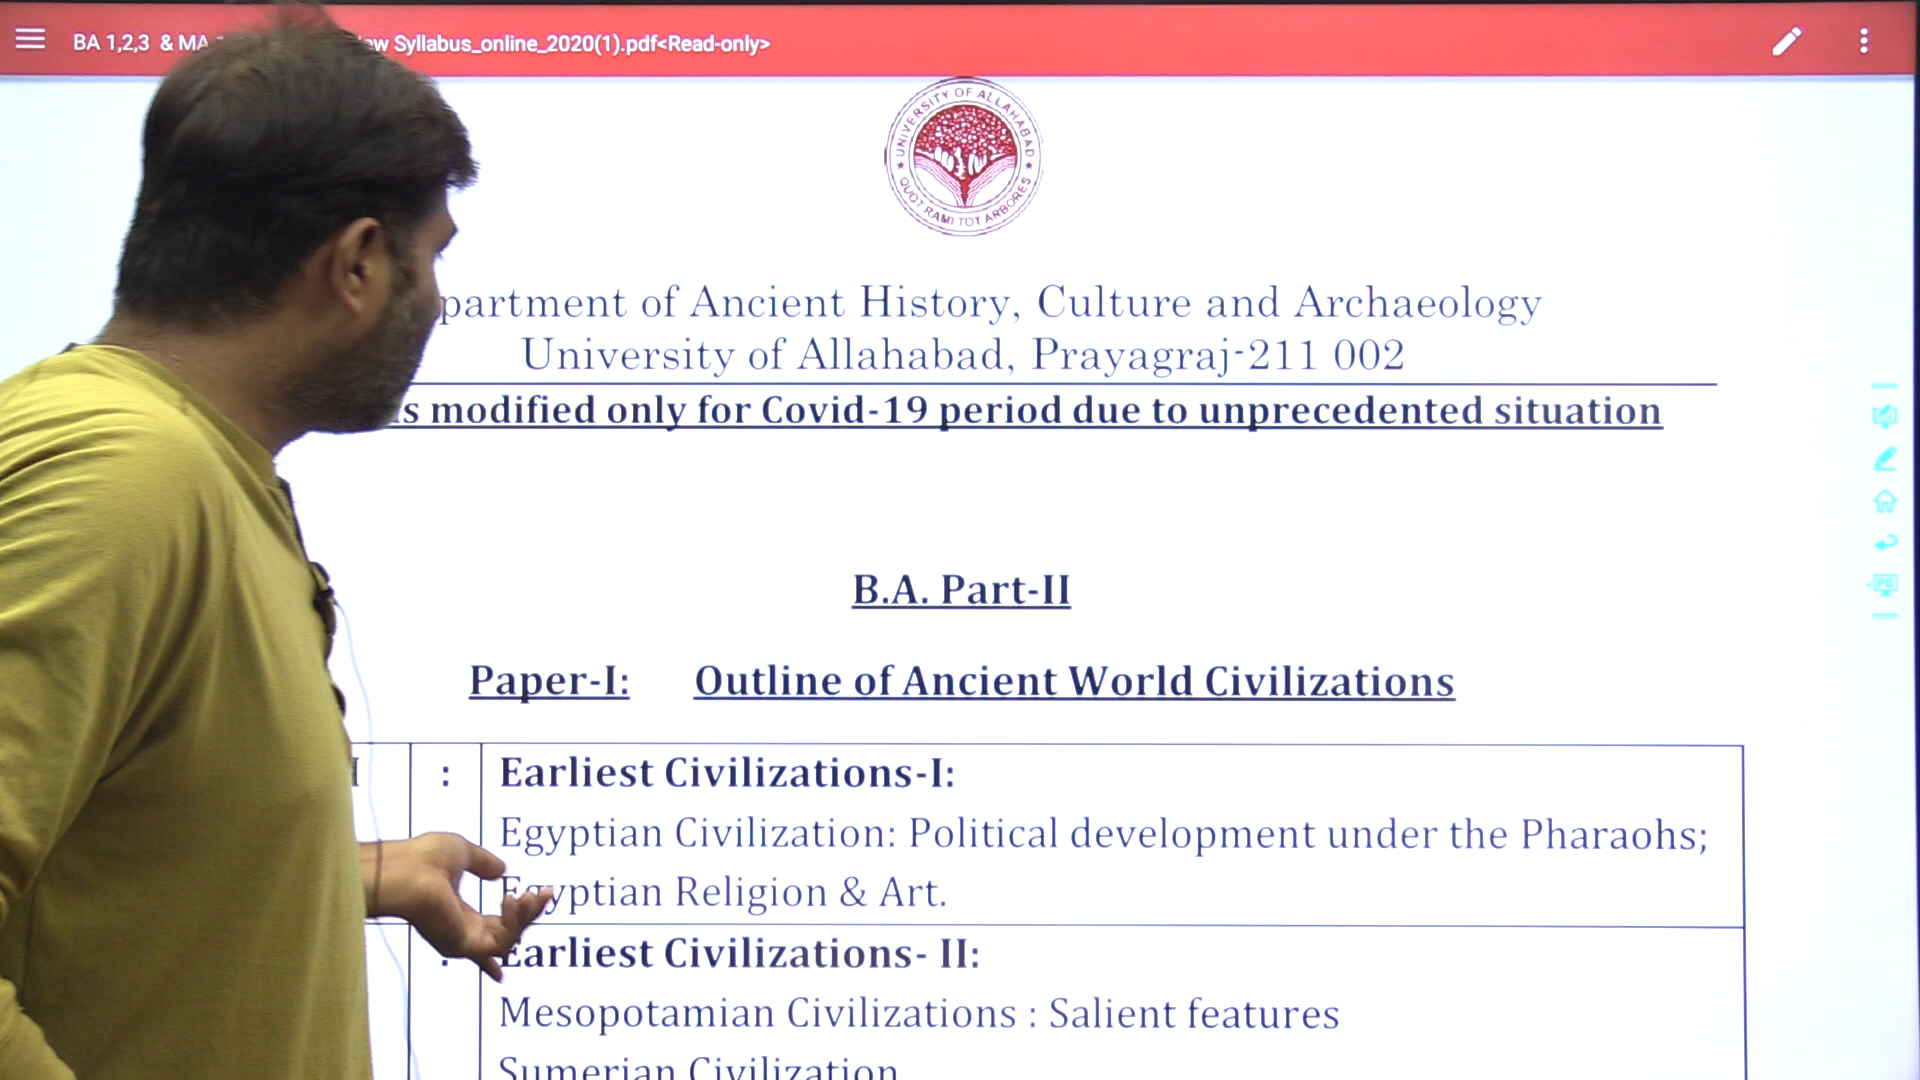 BA 1,2,3 & MA Syllabus_online_2020(1).pdf<Read-only>
UNIVERSITY OF ALLAHABAD
QUOT RAMI TOT ARBORES
of Ancient History, Culture and Archaeology
University of Allahabad, Prayagraj-211 002
modified only for Covid-19 period due to unprecedented situation
B.A. Part-II
Paper-I: Outline of Ancient World Civilizations
: Earliest Civilizations-I:
Egyptian Civilization: Political development under the Pharaohs;
Egyptian Religion & Art.
: Earliest Civilizations- II:
Mesopotamian Civilizations : Salient features
Sumerian Civilization